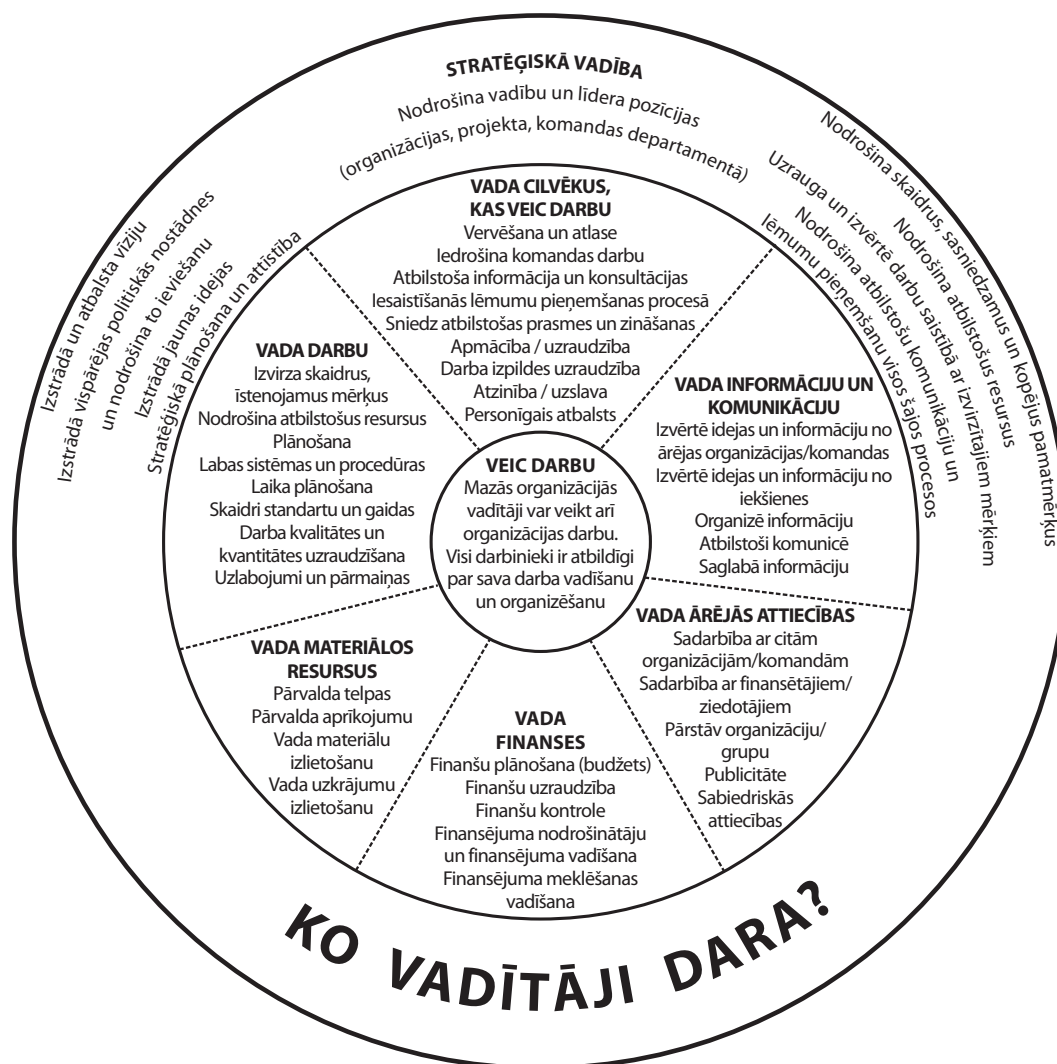 STRATĒĢISKĀ VADĪBA
Nodrošina vadību un līdera pozīcijas
(organizācijas, projekta, komandas departamentā)
Izstrādā un atbalsta vīziju
Izstrādā vispārējas politiskās nostādnes
un nodrošina to ieviešanu
Izstrādā jaunas idejas
Stratēģiskā plānošana un attīstība
Nodrošina skaidrus, sasniedzamus un kopējus pamatmērķus
Nodrošina atbilstošus resursus
Uzrauga un izvērtē darbu saistībā ar izvirzītajiem mērķiem
Nodrošina atbilstošu komunikāciju un
lēmumu pieņemšanu visos šajos procesos
VADA CILVĒKUS,
KAS VEIC DARBU
Vervēšana un atlase
Iedrošina komandas darbu
Atbilstoša informācija un konsultācijas
Iesaistīšanās lēmumu pieņemšanas procesā
Sniedz atbilstošas prasmes un zināšanas
Apmācība / uzraudzība
Darba izpildes uzraudzība
Atzinība / uzslava
Personīgais atbalsts
VADA DARBU
Izvirza skaidrus,
īstenojamus mērķus
Nodrošina atbilstošus resursus
Plānošana
Labas sistēmas un procedūras
Laika plānošana
Skaidri standartu un gaidas
Darba kvalitātes un
kvantitātes uzraudzīšana
Uzlabojumi un pārmaiņas
VADA INFORMĀCIJU UN
KOMUNIKĀCIJU
Izvērtē idejas un informāciju no
ārējas organizācijas/komandas
Izvērtē idejas un informāciju no
iekšienes
Organizē informāciju
Atbilstoši komunicē
Saglabā informāciju
VEIC DARBU
Mazās organizācijās
vadītāji var veikt arī
organizācijas darbu.
Visi darbinieki ir atbildīgi
par sava darba vadīšanu
un organizēšanu
VADA ĀRĒJĀS ATTIECĪBAS
Sadarbība ar citām
organizācijām/komandām
Sadarbība ar finansētājiem/
ziedotājiem
Pārstāv organizāciju/
grupu
Publicitāte
Sabiedriskās
attiecības
VADA MATERIĀLOS
RESURSUS
Pārvalda telpas
Pārvalda aprīkojumu
Vada materiālu
izlietošanu
Vada uzkrājumu
izlietošanu
VADA
FINANSES
Finanšu plānošana (budžets)
Finanšu uzraudzība
Finanšu kontrole
Finansējuma nodrošinātāju
un finansējuma vadīšana
Finansējuma meklēšanas
vadīšana
KO VADĪTĀJI DARA?